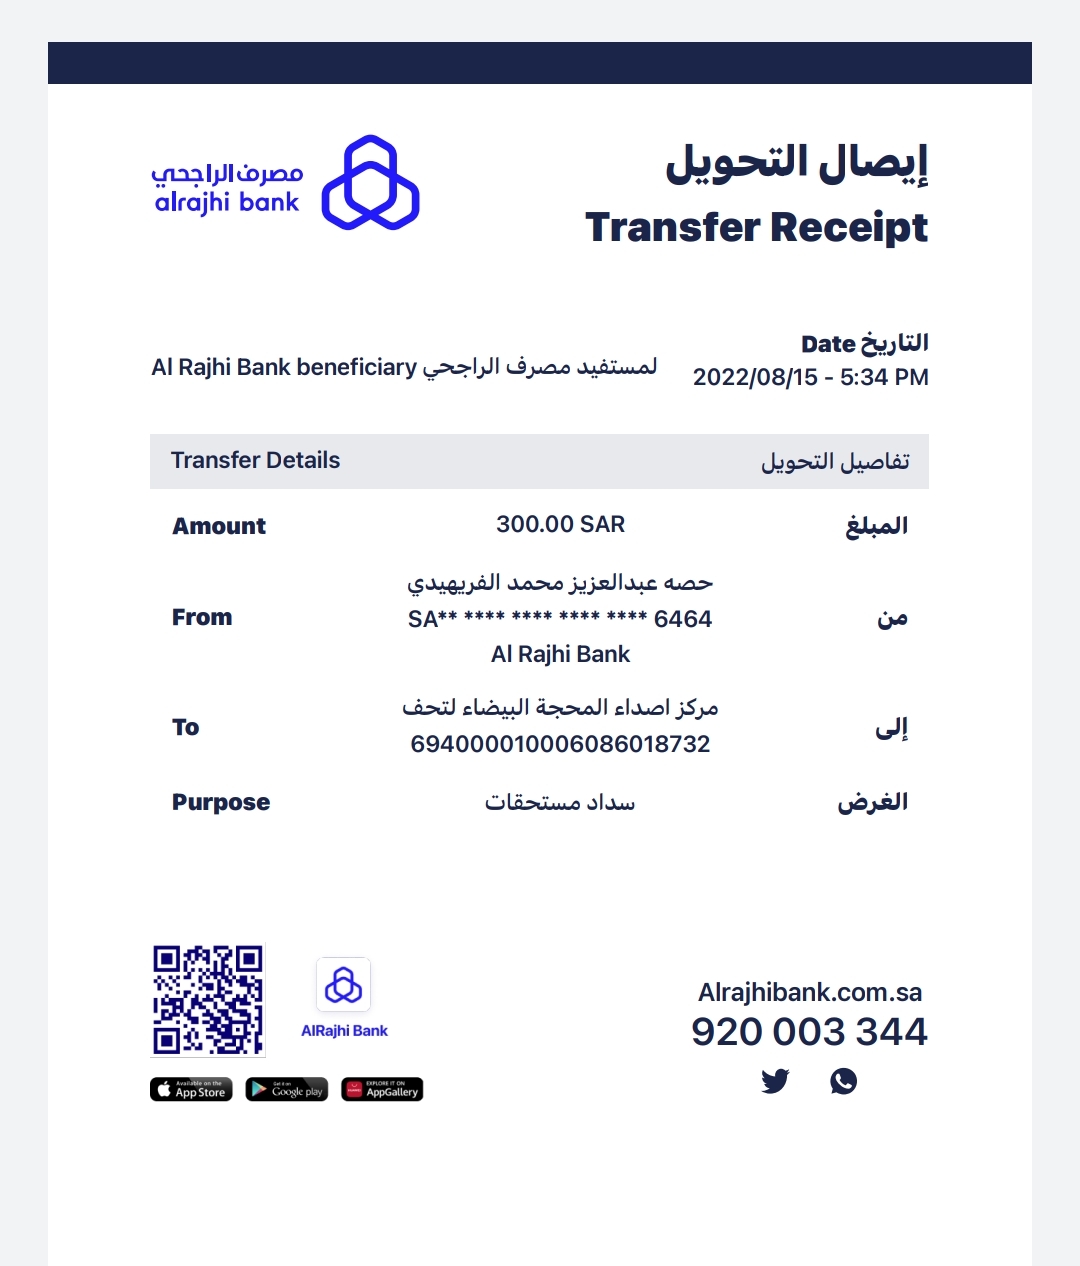 مصرف الراجحي
alrajhi bank
إيصال التحويل
Transfer Receipt
التاريخ Date
2022/08/15 - 5:34 PM
Al Rajhi Bank beneficiary لمستفيد مصرف الراجحي
Transfer Details تفاصيل التحويل
Amount 300.00 SAR المبلغ
حصه عبدالعزيز محمد الفريهيدي
From SA** **** **** **** **** 6464 من
Al Rajhi Bank
مركز اصداء المحجة البيضاء لتحف
To إلى
694000010006086018732
Purpose سداد مستحقات الغرض
AlRajhi Bank
Available on the
App Store
Get it on
Google play
EXPLORE IT ON
AppGallery
Alrajhibank.com.sa
920 003 344